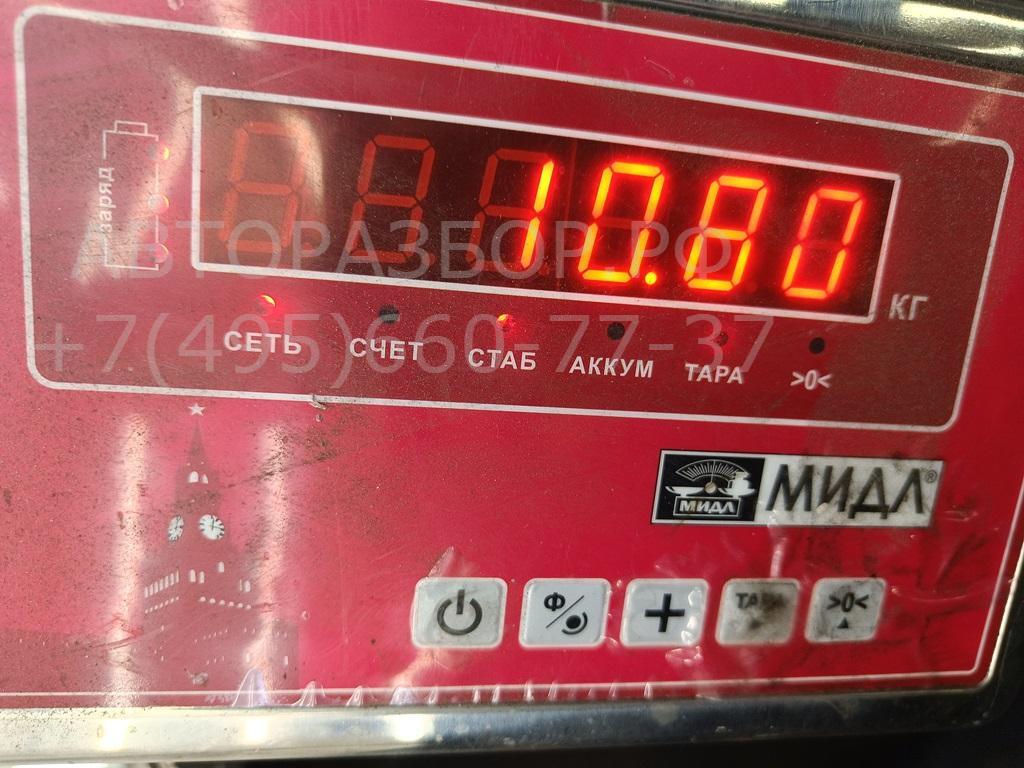 заряд
10.80
КГ
АВТОРАЗБОР.РФ
+7(495)660-77-37
СЕТЬ СЧЕТ СТАБ АККУМ ТАРА >0<
МИДЛ МИДЛ®
Ф ТАРА >0<